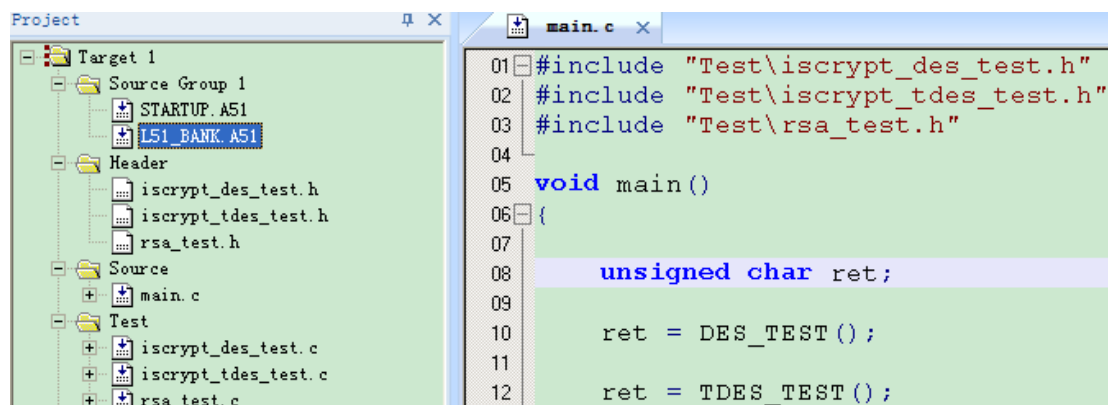 Project
Target 1
Source Group 1
STARTUP.A51
L51_BANK.A51
Header
iscrypt_des_test.h
iscrypt_tdes_test.h
rsa_test.h
Source
main.c
Test
iscrypt_des_test.c
iscrypt_tdes_test.c
rsa_test.c
main.c
01 #include "Test\iscrypt_des_test.h"
02 #include "Test\iscrypt_tdes_test.h"
03 #include "Test\rsa_test.h"
04
05 void main()
06 {
07
08 unsigned char ret;
09
10 ret = DES_TEST();
11
12 ret = TDES_TEST();